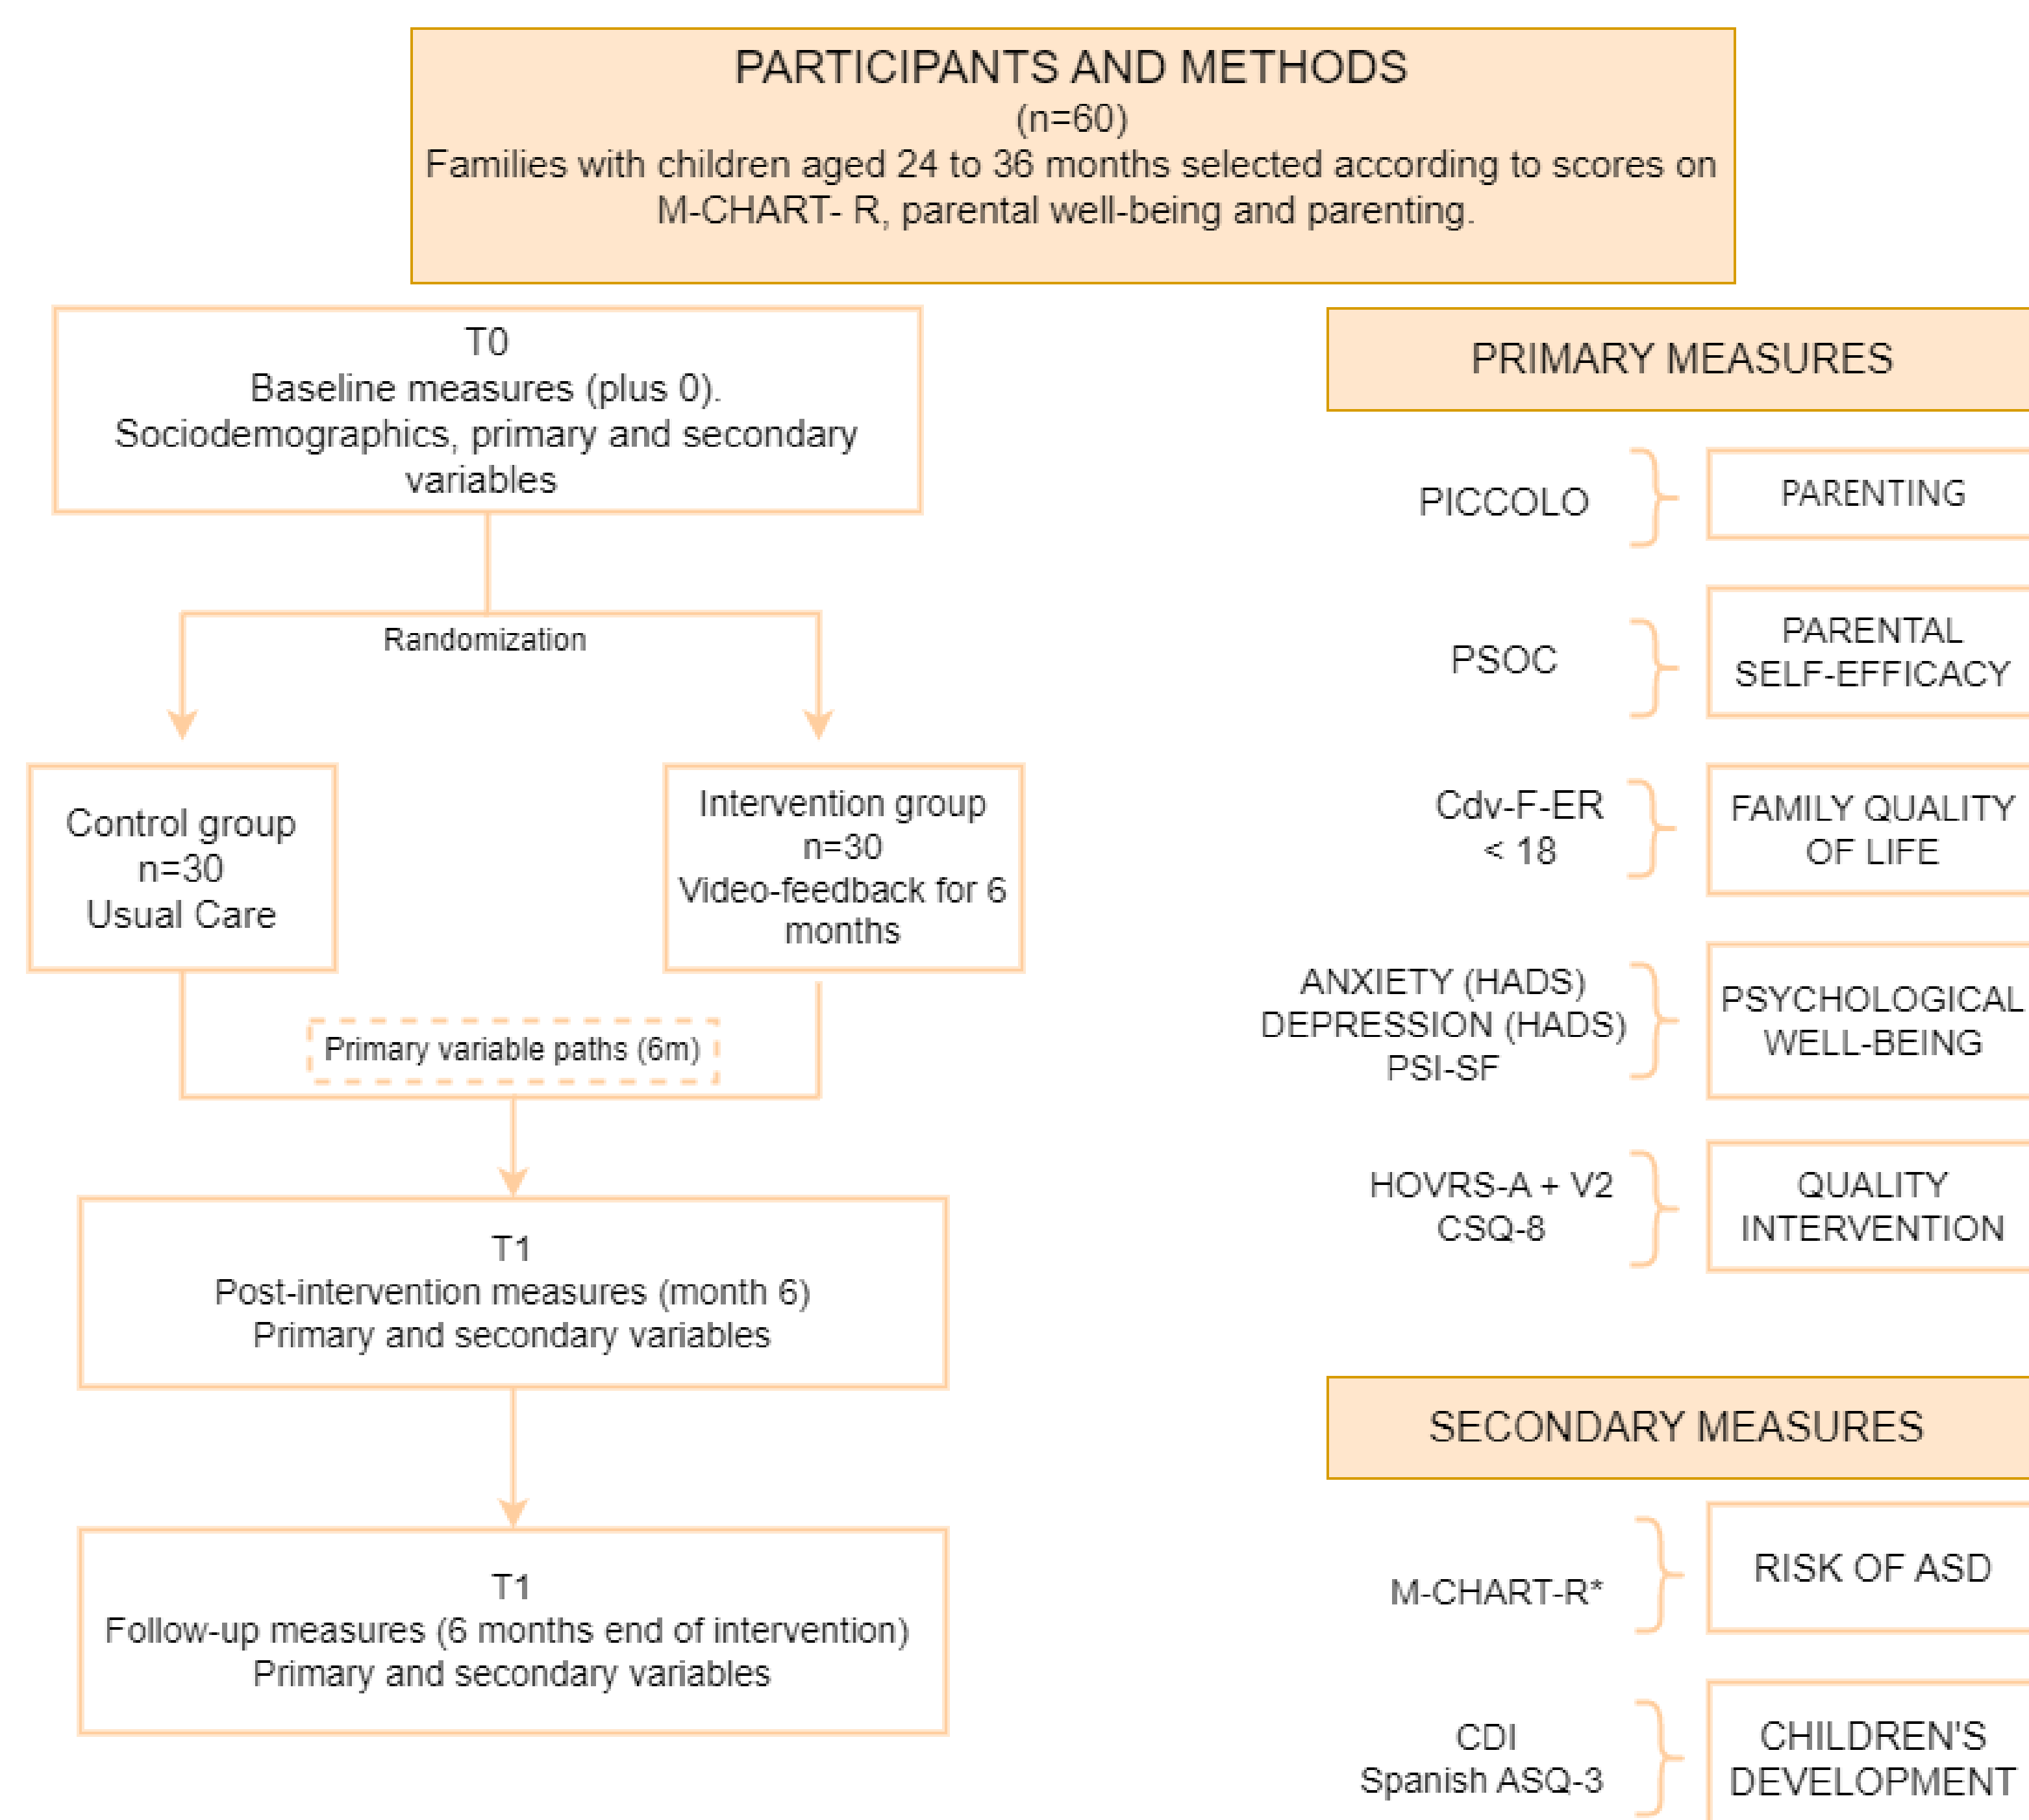 PARTICIPANTS AND METHODS
(n=60)
Families with children aged 24 to 36 months selected according to scores on
M-CHART- R, parental well-being and parenting.
T0
Baseline measures (plus 0).
Sociodemographics, primary and secondary
variables
Randomization
Control group
n=30
Usual Care
Intervention group
n=30
Video-feedback for 6
months
Primary variable paths (6m)
T1
Post-intervention measures (month 6)
Primary and secondary variables
T1
Follow-up measures (6 months end of intervention)
Primary and secondary variables
PRIMARY MEASURES
PICCOLO
PARENTING
PSOC
PARENTAL
SELF-EFFICACY
Cdv-F-ER
< 18
FAMILY QUALITY
OF LIFE
ANXIETY (HADS)
DEPRESSION (HADS)
PSI-SF
PSYCHOLOGICAL
WELL-BEING
HOVRS-A + V2
CSQ-8
QUALITY
INTERVENTION
SECONDARY MEASURES
M-CHART-R*
RISK OF ASD
CDI
Spanish ASQ-3
CHILDREN'S
DEVELOPMENT